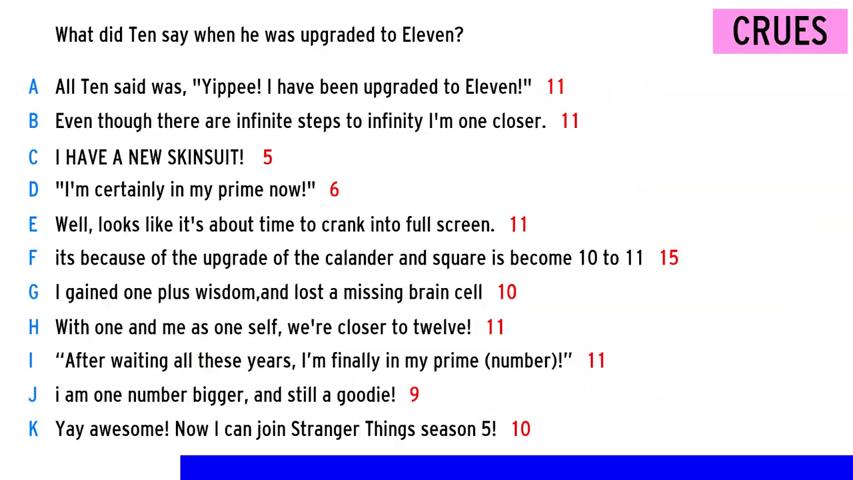 What did Ten say when he was upgraded to Eleven?
CRUES
A All Ten said was, "Yippee! I have been upgraded to Eleven!" 11
B Even though there are infinite steps to infinity I'm one closer. 11
C I HAVE A NEW SKINSUIT! 5
D "I'm certainly in my prime now!" 6
E Well, looks like it's about time to crank into full screen. 11
F its because of the upgrade of the calander and square is become 10 to 11 15
G I gained one plus wisdom,and lost a missing brain cell 10
H With one and me as one self, we're closer to twelve! 11
I “After waiting all these years, I’m finally in my prime (number)!” 11
J i am one number bigger, and still a goodie! 9
K Yay awesome! Now I can join Stranger Things season 5! 10